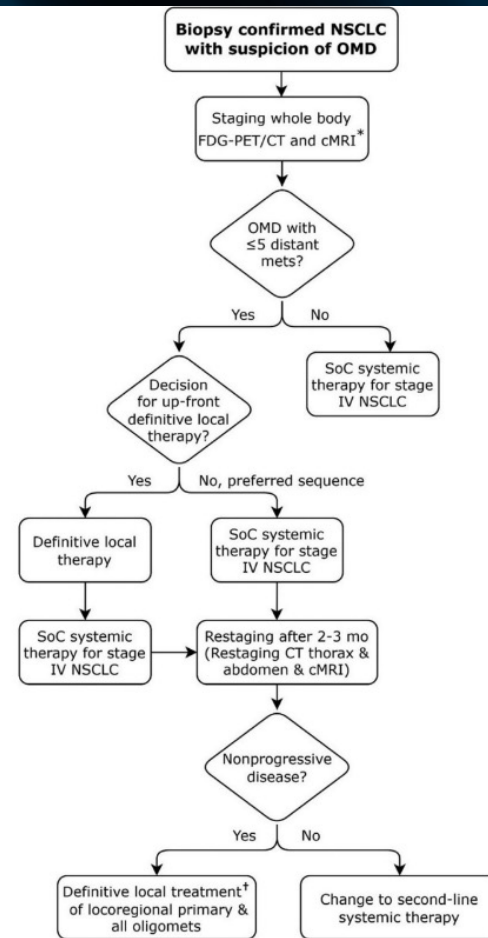 Biopsy confirmed NSCLC
with suspicion of OMD
Staging whole body
FDG-PET/CT and cMRI*
OMD with
≤5 distant
mets?
Yes
No
Decision
for up-front
definitive local
therapy?
SoC systemic
therapy for stage
IV NSCLC
Yes
No, preferred sequence
Definitive local
therapy
SoC systemic
therapy for stage
IV NSCLC
SoC systemic
therapy for stage
IV NSCLC
Restaging after 2-3 mo
(Restaging CT thorax &
abdomen & cMRI)
Nonprogressive
disease?
Yes
No
Definitive local treatment†
of locoregional primary &
all oligomets
Change to second-line
systemic therapy